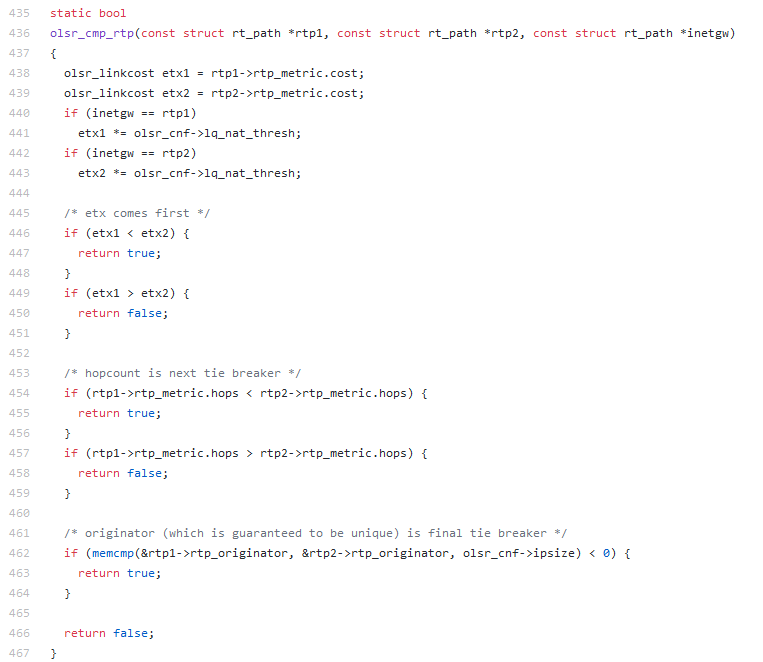 435 static bool
436 olsr_cmp_rtp(const struct rt_path *rtp1, const struct rt_path *rtp2, const struct rt_path *inetgw)
437 {
438   olsr_linkcost etx1 = rtp1->rtp_metric.cost;
439   olsr_linkcost etx2 = rtp2->rtp_metric.cost;
440   if (inetgw == rtp1)
441     etx1 *= olsr_cnf->lq_nat_thresh;
442   if (inetgw == rtp2)
443     etx2 *= olsr_cnf->lq_nat_thresh;
444
445   /* etx comes first */
446   if (etx1 < etx2) {
447     return true;
448   }
449   if (etx1 > etx2) {
450     return false;
451   }
452
453   /* hopcount is next tie breaker */
454   if (rtp1->rtp_metric.hops < rtp2->rtp_metric.hops) {
455     return true;
456   }
457   if (rtp1->rtp_metric.hops > rtp2->rtp_metric.hops) {
458     return false;
459   }
460
461   /* originator (which is guaranteed to be unique) is final tie breaker */
462   if (memcmp(&rtp1->rtp_originator, &rtp2->rtp_originator, olsr_cnf->ipsize) < 0) {
463     return true;
464   }
465
466   return false;
467 }